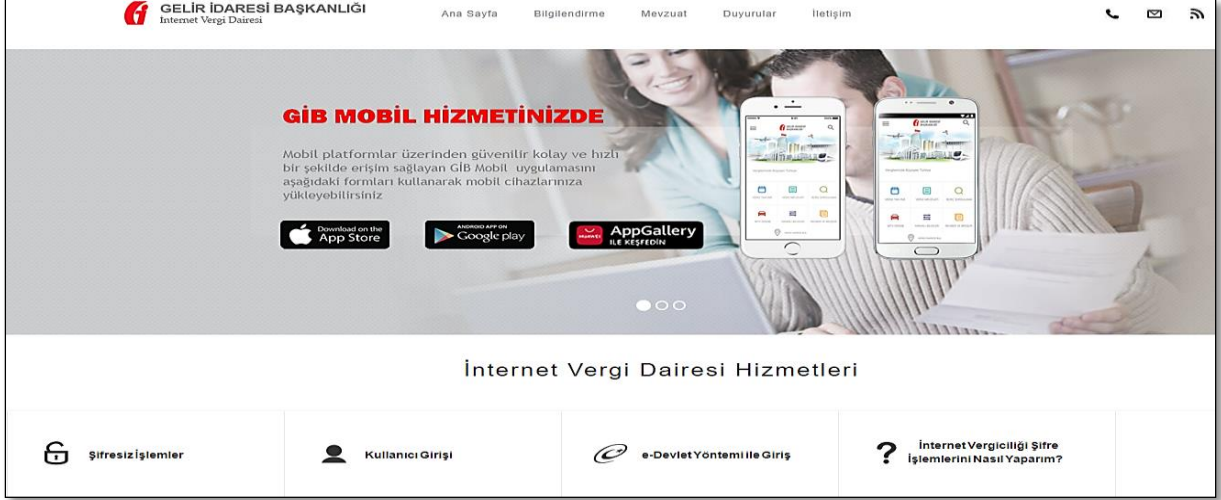 GELİR İDARESİ BAŞKANLIĞI
İnternet Vergi Dairesi
Ana Sayfa
Bilgilendirme
Mevzuat
Duyurular
İletişim
GİB MOBİL HİZMETİNİZDE
Mobil platformlar üzerinden güvenilir kolay ve hızlı
bir şekilde erişim sağlayan GİB Mobil uygulamasını
aşağıdaki formları kullanarak mobil cihazlarınıza
yükleyebilirsiniz
Download on the
App Store
ANDROID APP ON
Google play
HUAWEI
AppGallery
İLE KEŞFEDİN
İnternet Vergi Dairesi Hizmetleri
Şifresiz İşlemler
Kullanıcı Girişi
e-Devlet Yöntemi ile Giriş
İnternet Vergiciliği Şifre
İşlemlerini Nasıl Yaparım?